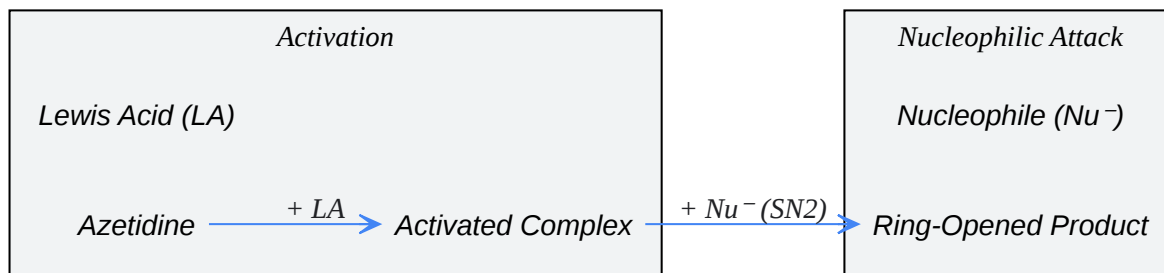 Activation
Nucleophilic Attack
Lewis Acid (LA)
Nucleophile (Nu⁻)
Azetidine
+ LA
Activated Complex
+ Nu⁻ (SN2)
Ring-Opened Product